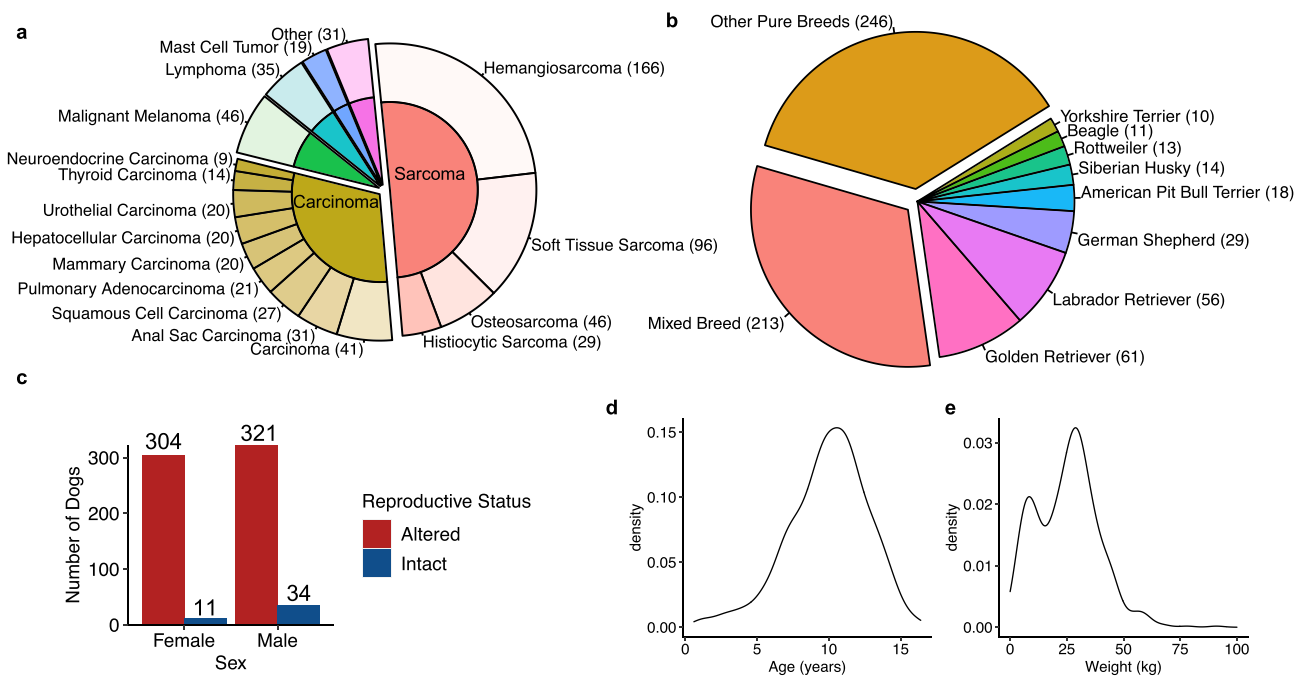 a
Other (31)
Mast Cell Tumor (19)
Lymphoma (35)
Malignant Melanoma (46)
Neuroendocrine Carcinoma (9)
Thyroid Carcinoma (14)
Urothelial Carcinoma (20)
Hepatocellular Carcinoma (20)
Mammary Carcinoma (20)
Pulmonary Adenocarcinoma (21)
Squamous Cell Carcinoma (27)
Anal Sac Carcinoma (31)
Carcinoma (41)
Hemangiosarcoma (166)
Soft Tissue Sarcoma (96)
Osteosarcoma (46)
Histiocytic Sarcoma (29)
Sarcoma
Carcinoma
b
Other Pure Breeds (246)
Yorkshire Terrier (10)
Beagle (11)
Rottweiler (13)
Siberian Husky (14)
American Pit Bull Terrier (18)
German Shepherd (29)
Labrador Retriever (56)
Golden Retriever (61)
Mixed Breed (213)
c
Number of Dogs
300
200
100
0
304
11
321
34
Female
Male
Sex
Reproductive Status
Altered
Intact
d
density
0.15
0.10
0.05
0.00
0
5
10
15
Age (years)
e
density
0.03
0.02
0.01
0.00
0
25
50
75
100
Weight (kg)